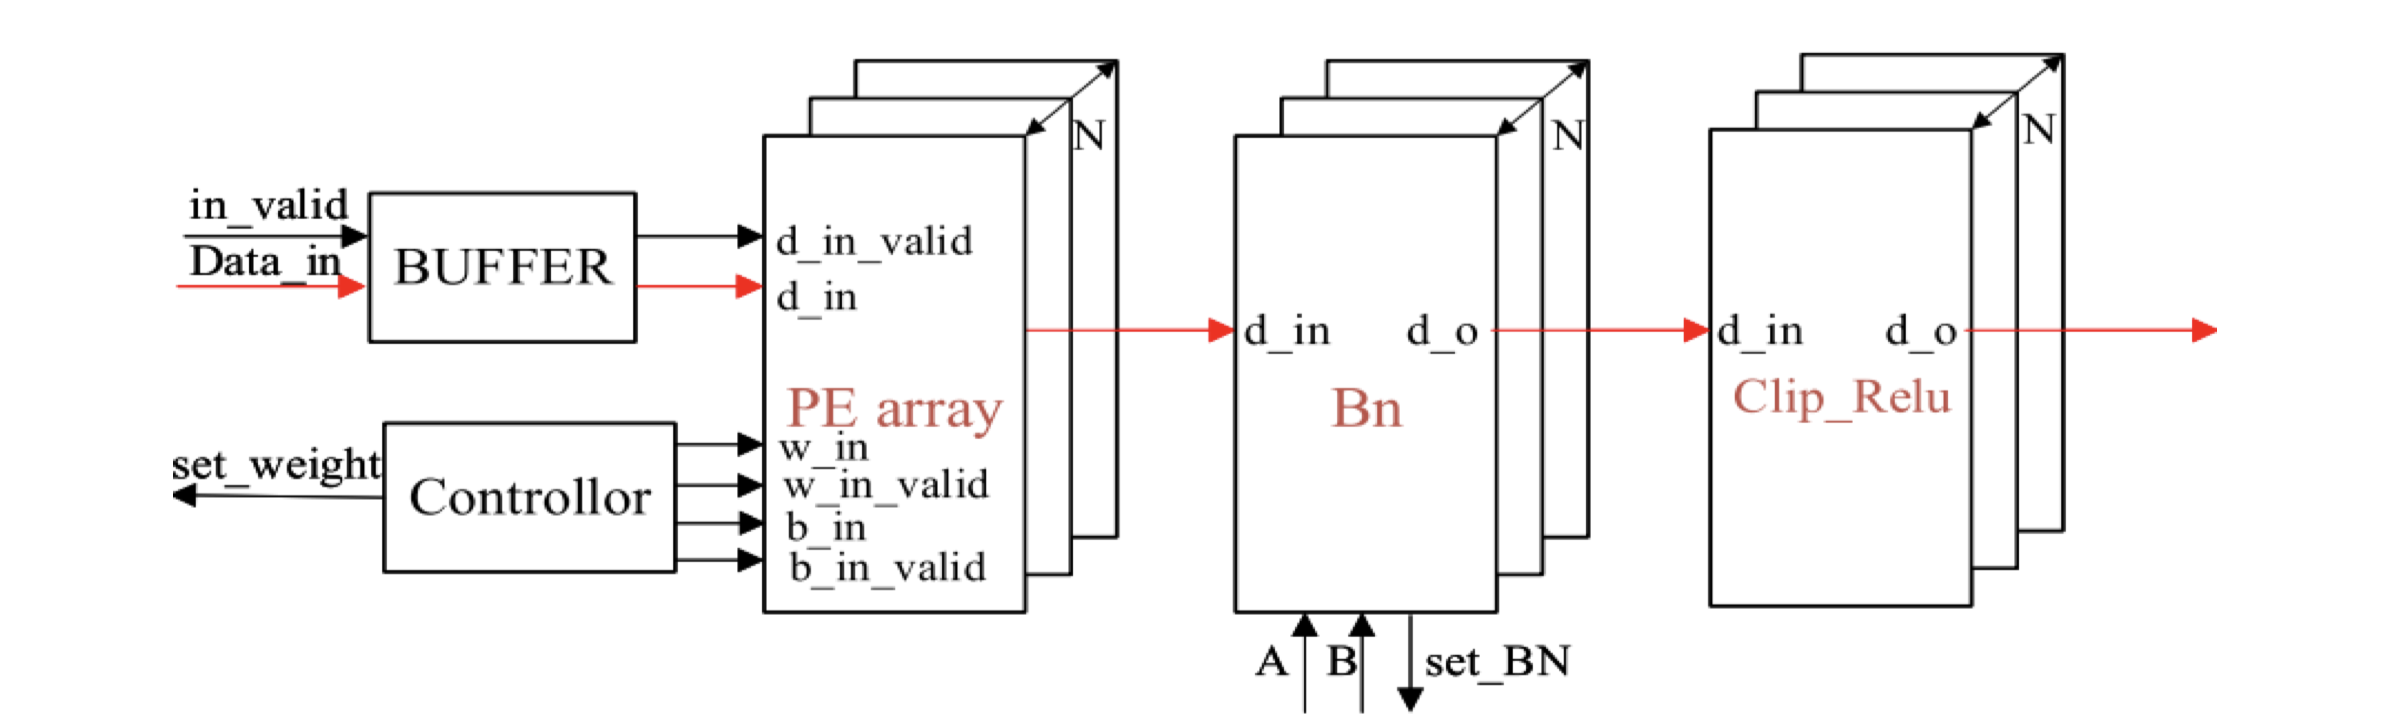 in_valid
Data_in
BUFFER
set_weight
Controllor
N
d_in_valid
d_in
PE array
w_in
w_in_valid
b_in
b_in_valid
N
d_in d_o
Bn
A B set_BN
N
d_in d_o
Clip_Relu